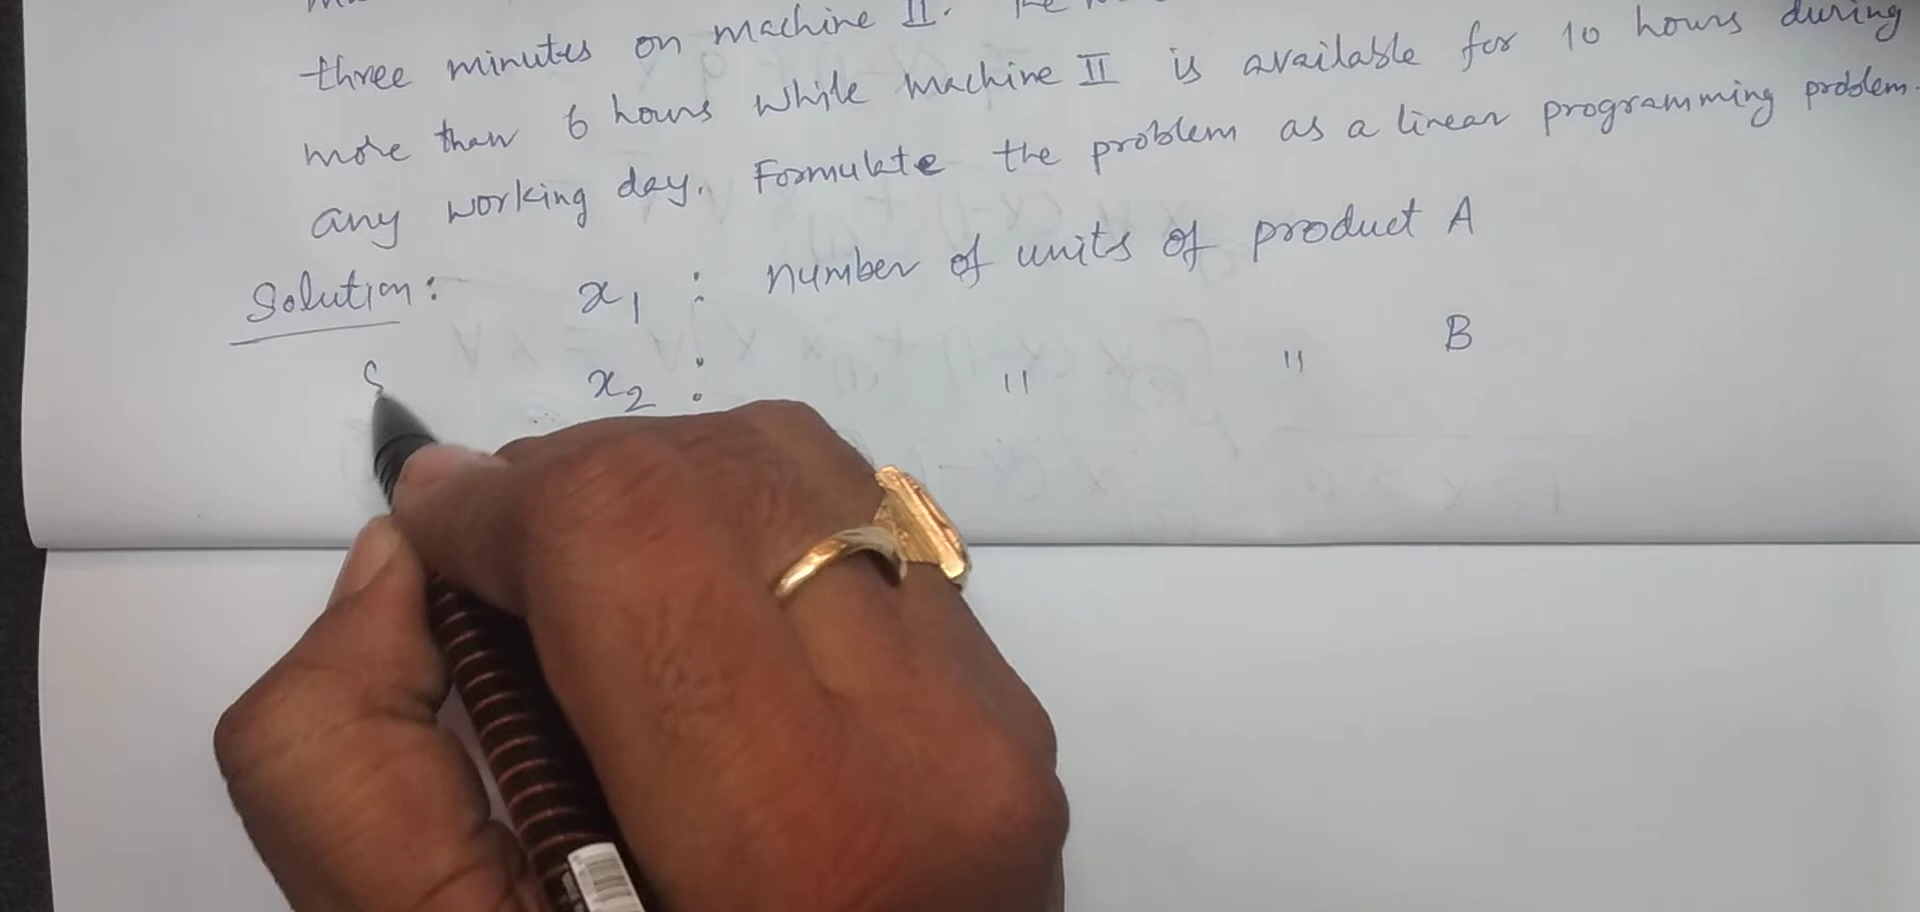 three minutes on machine II. The
more than 6 hours while machine II is available for 10 hours during
any working day. Formulate the problem as a linear programming problem.
Solution: x₁ : number of units of product A
x₂ : " " B
S